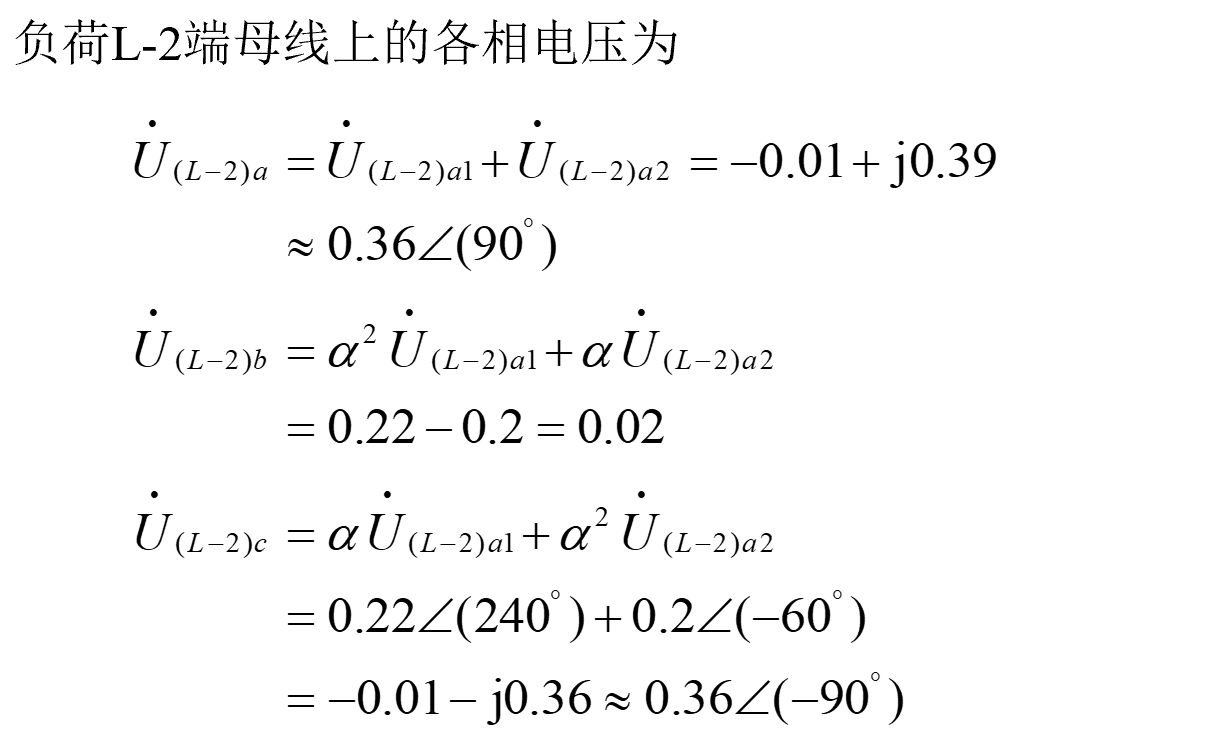 负荷L-2端母线上的各相电压为
U̇(L−2)a = U̇(L−2)a1 + U̇(L−2)a2 = −0.01 + j0.39
≈ 0.36∠(90°)
U̇(L−2)b = α² U̇(L−2)a1 + α U̇(L−2)a2
= 0.22 − 0.2 = 0.02
U̇(L−2)c = α U̇(L−2)a1 + α² U̇(L−2)a2
= 0.22∠(240°) + 0.2∠(−60°)
= −0.01 − j0.36 ≈ 0.36∠(−90°)